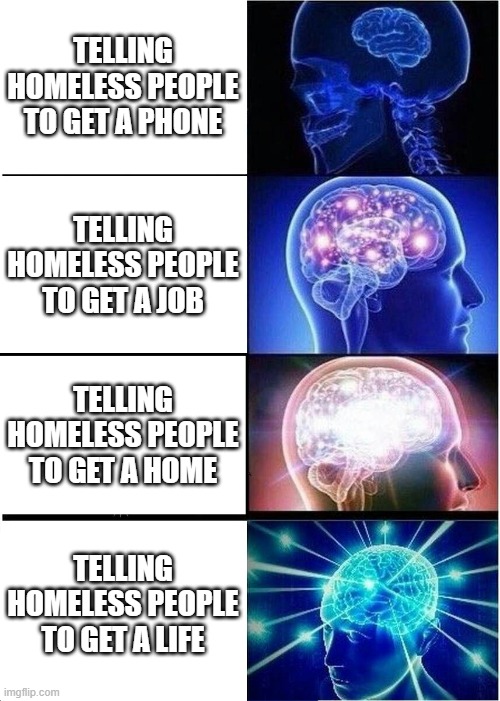 TELLING
HOMELESS PEOPLE
TO GET A PHONE
TELLING
HOMELESS PEOPLE
TO GET A JOB
TELLING
HOMELESS PEOPLE
TO GET A HOME
TELLING
HOMELESS PEOPLE
TO GET A LIFE
imgflip.com